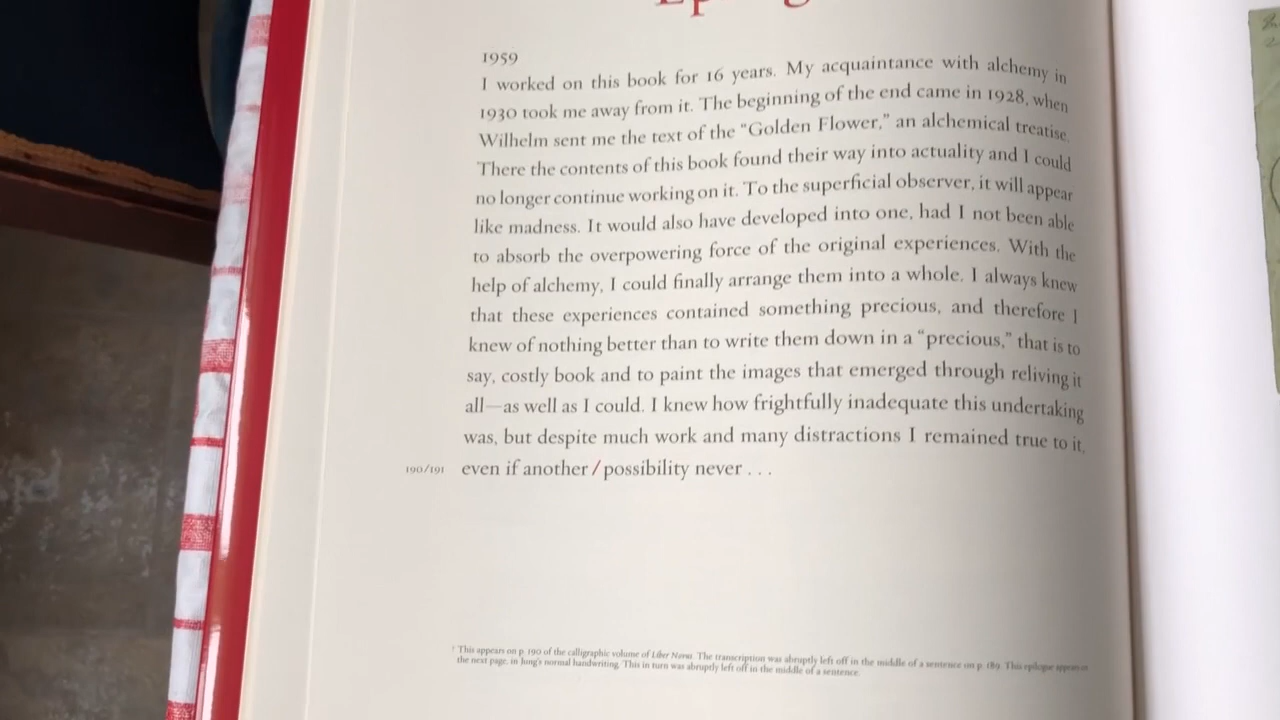 Epilog
1959
I worked on this book for 16 years. My acquaintance with alchemy in
1930 took me away from it. The beginning of the end came in 1928, when
Wilhelm sent me the text of the “Golden Flower,” an alchemical treatise.
There the contents of this book found their way into actuality and I could
no longer continue working on it. To the superficial observer, it will appear
like madness. It would also have developed into one, had I not been able
to absorb the overpowering force of the original experiences. With the
help of alchemy, I could finally arrange them into a whole. I always knew
that these experiences contained something precious, and therefore I
knew of nothing better than to write them down in a “precious,” that is to
say, costly book and to paint the images that emerged through reliving it
all—as well as I could. I knew how frightfully inadequate this undertaking
was, but despite much work and many distractions I remained true to it,
190/191 even if another / possibility never . . .
¹ This appears on p. 190 of the calligraphic volume of Liber Novus. The transcription was abruptly left off in the middle of a sentence on p. 189. This epilogue appears on
the next page, in Jung's normal handwriting. This in turn was abruptly left off in the middle of a sentence.